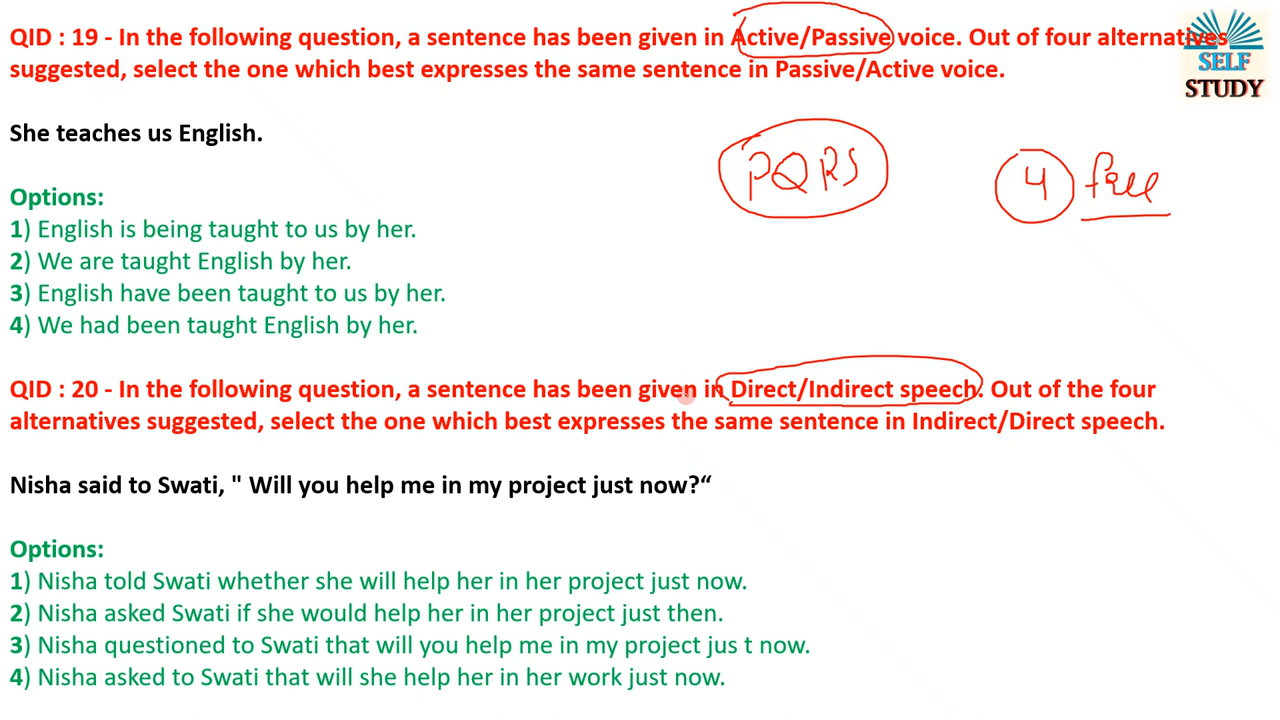 QID : 19 - In the following question, a sentence has been given in Active/Passive voice. Out of four alternatives
suggested, select the one which best expresses the same sentence in Passive/Active voice.
SELF
STUDY
She teaches us English.
PQRS
4 free
Options:
1) English is being taught to us by her.
2) We are taught English by her.
3) English have been taught to us by her.
4) We had been taught English by her.
QID : 20 - In the following question, a sentence has been given in Direct/Indirect speech. Out of the four
alternatives suggested, select the one which best expresses the same sentence in Indirect/Direct speech.
Nisha said to Swati, " Will you help me in my project just now?“
Options:
1) Nisha told Swati whether she will help her in her project just now.
2) Nisha asked Swati if she would help her in her project just then.
3) Nisha questioned to Swati that will you help me in my project jus t now.
4) Nisha asked to Swati that will she help her in her work just now.